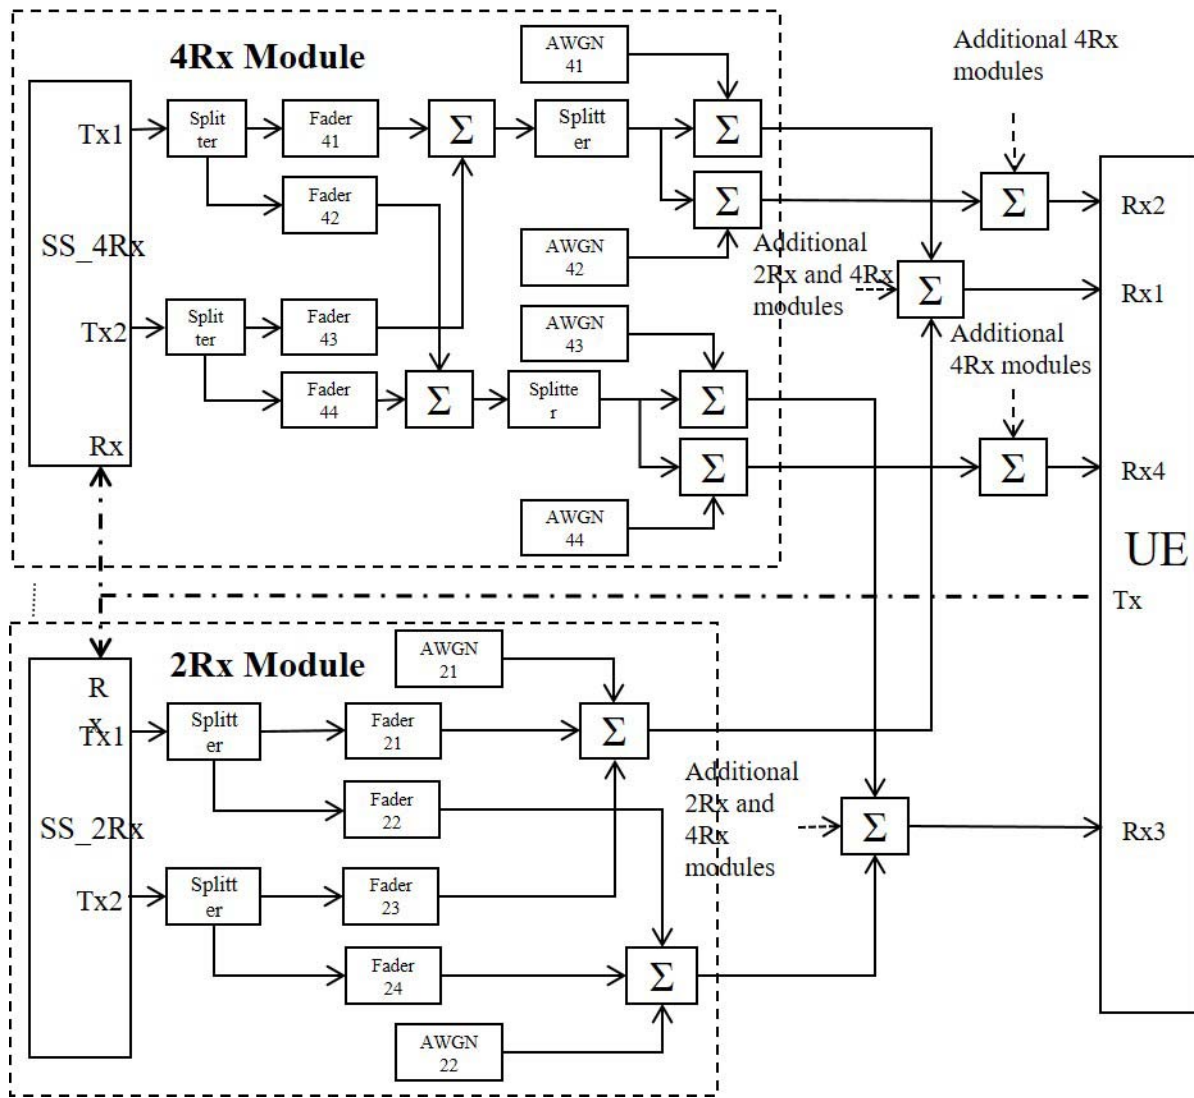 4Rx Module
AWGN
41
Additional 4Rx
modules
Tx1
Split
ter
Fader
41
Σ
Splitt
er
Σ
Fader
42
Σ
Σ
Rx2
SS_4Rx
AWGN
42
Additional
2Rx and 4Rx
modules
Σ
Rx1
Tx2
Split
ter
Fader
43
AWGN
43
Additional
4Rx modules
Fader
44
Σ
Splitte
r
Σ
Rx
Σ
Σ
Rx4
AWGN
44
UE
Tx
2Rx Module
AWGN
21
R
x
Tx1
Splitt
er
Fader
21
Σ
Additional
2Rx and
4Rx
modules
Fader
22
SS_2Rx
Σ
Rx3
Tx2
Splitt
er
Fader
23
Fader
24
Σ
AWGN
22